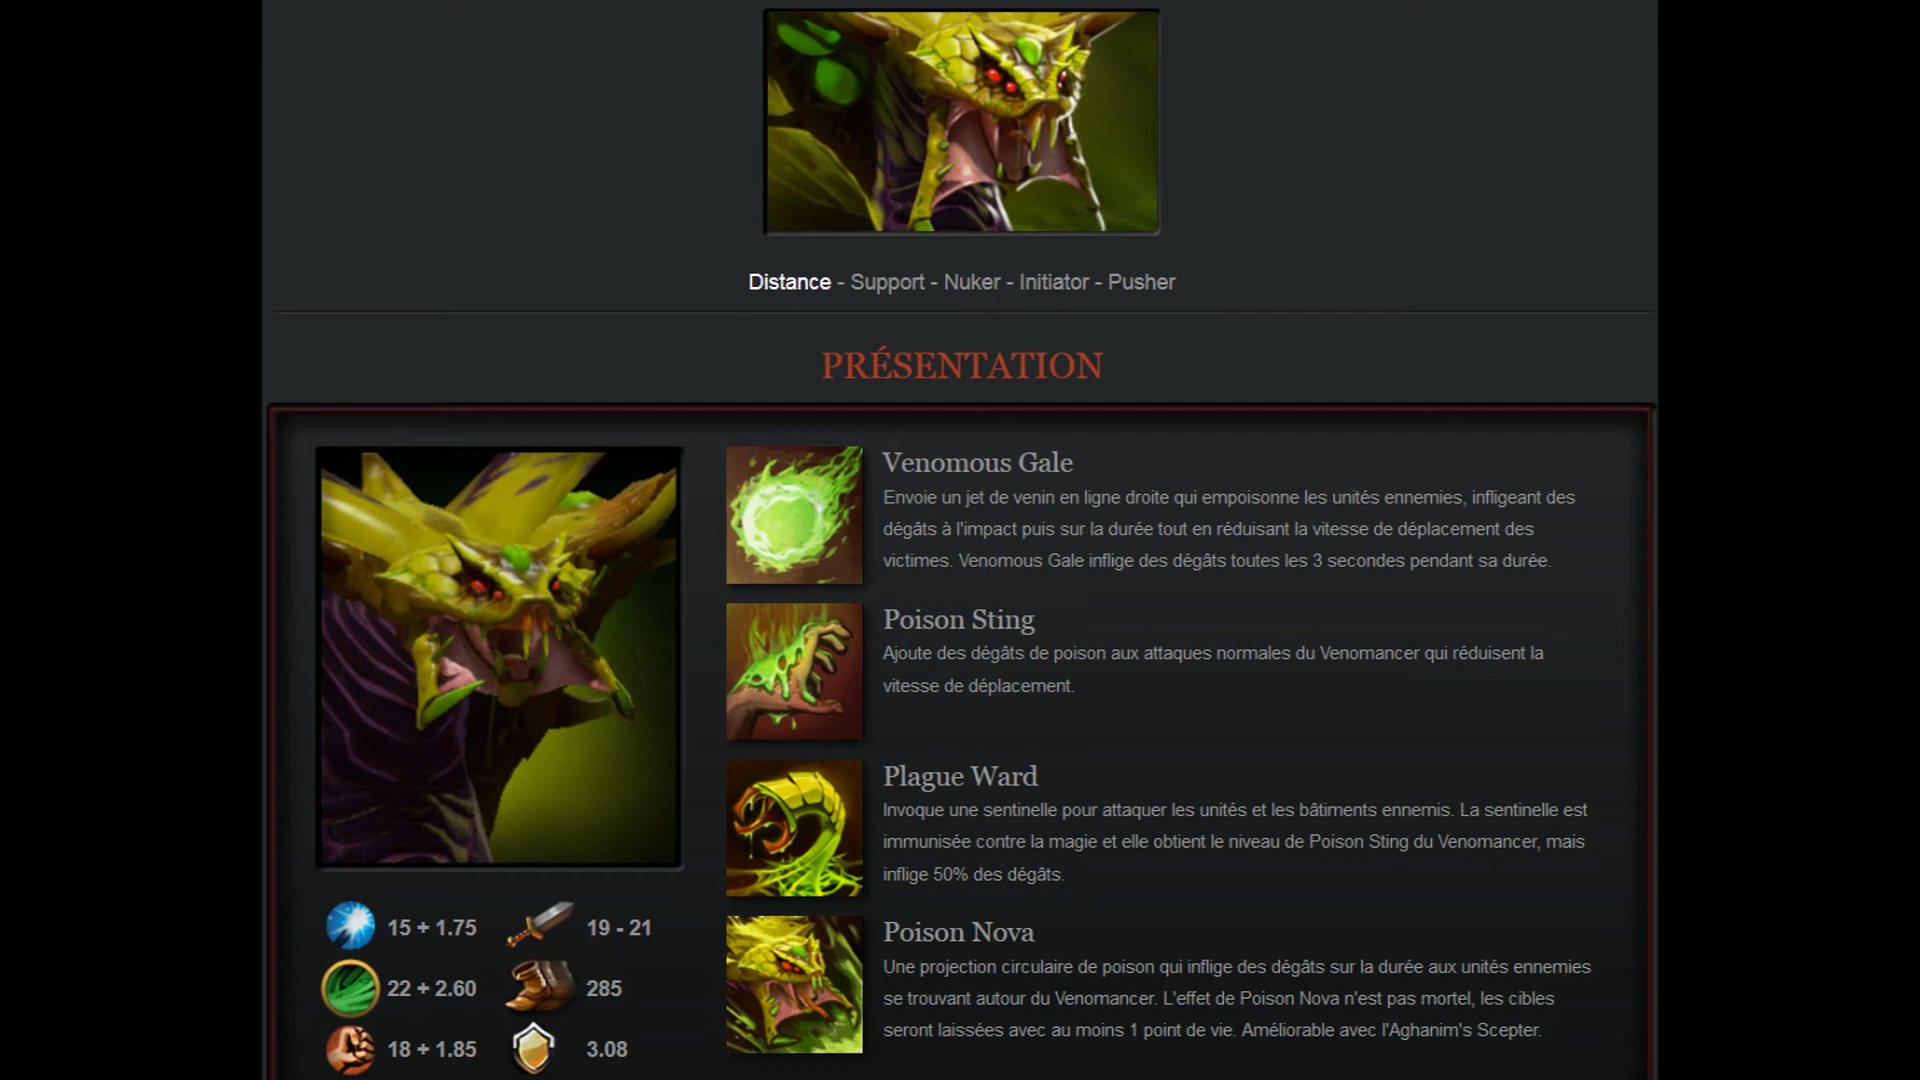 Distance - Support - Nuker - Initiator - Pusher
PRÉSENTATION
Venomous Gale
Envoie un jet de venin en ligne droite qui empoisonne les unités ennemies, infligeant des
dégâts à l'impact puis sur la durée tout en réduisant la vitesse de déplacement des
victimes. Venomous Gale inflige des dégâts toutes les 3 secondes pendant sa durée.
Poison Sting
Ajoute des dégâts de poison aux attaques normales du Venomancer qui réduisent la
vitesse de déplacement.
Plague Ward
Invoque une sentinelle pour attaquer les unités et les bâtiments ennemis. La sentinelle est
immunisée contre la magie et elle obtient le niveau de Poison Sting du Venomancer, mais
inflige 50% des dégâts.
Poison Nova
Une projection circulaire de poison qui inflige des dégâts sur la durée aux unités ennemies
se trouvant autour du Venomancer. L'effet de Poison Nova n'est pas mortel, les cibles
seront laissées avec au moins 1 point de vie. Améliorable avec l'Aghanim's Scepter.
15 + 1.75
19 - 21
22 + 2.60
285
18 + 1.85
3.08